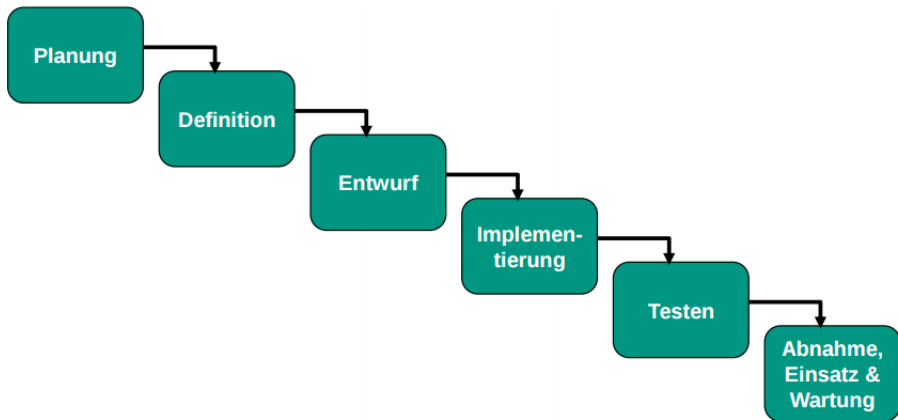 Planung
Definition
Entwurf
Implemen-
tierung
Testen
Abnahme,
Einsatz &
Wartung